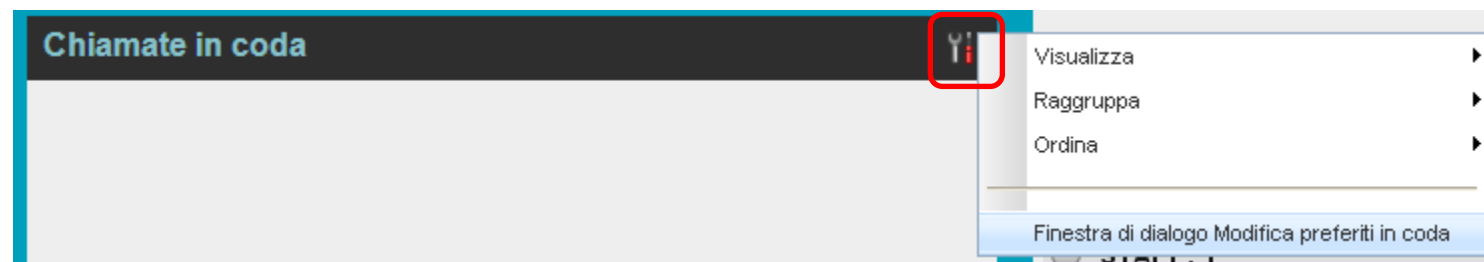 Chiamate in coda
Visualizza
Raggruppa
Ordina
Finestra di dialogo Modifica preferiti in coda